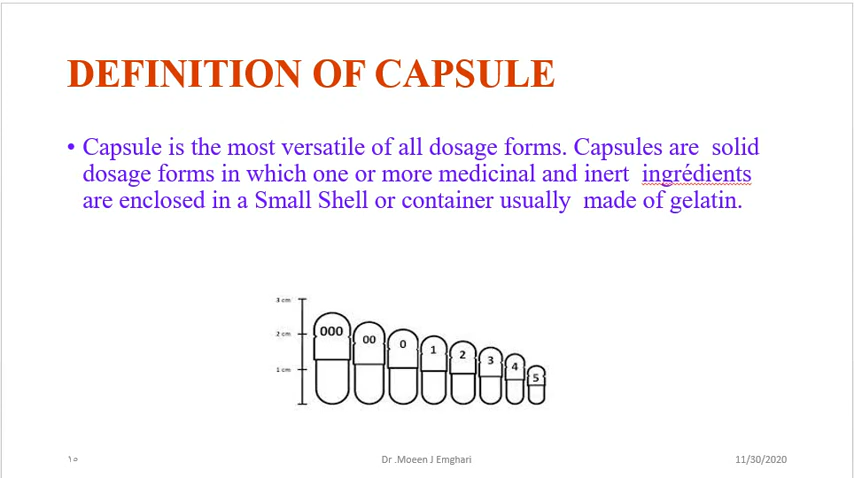 DEFINITION OF CAPSULE
• Capsule is the most versatile of all dosage forms. Capsules are solid
dosage forms in which one or more medicinal and inert ingrédients
are enclosed in a Small Shell or container usually made of gelatin.
3 cm
2 cm
1 cm
000
00
0
1
2
3
4
5
١٥
Dr .Moeen J Emghari
11/30/2020